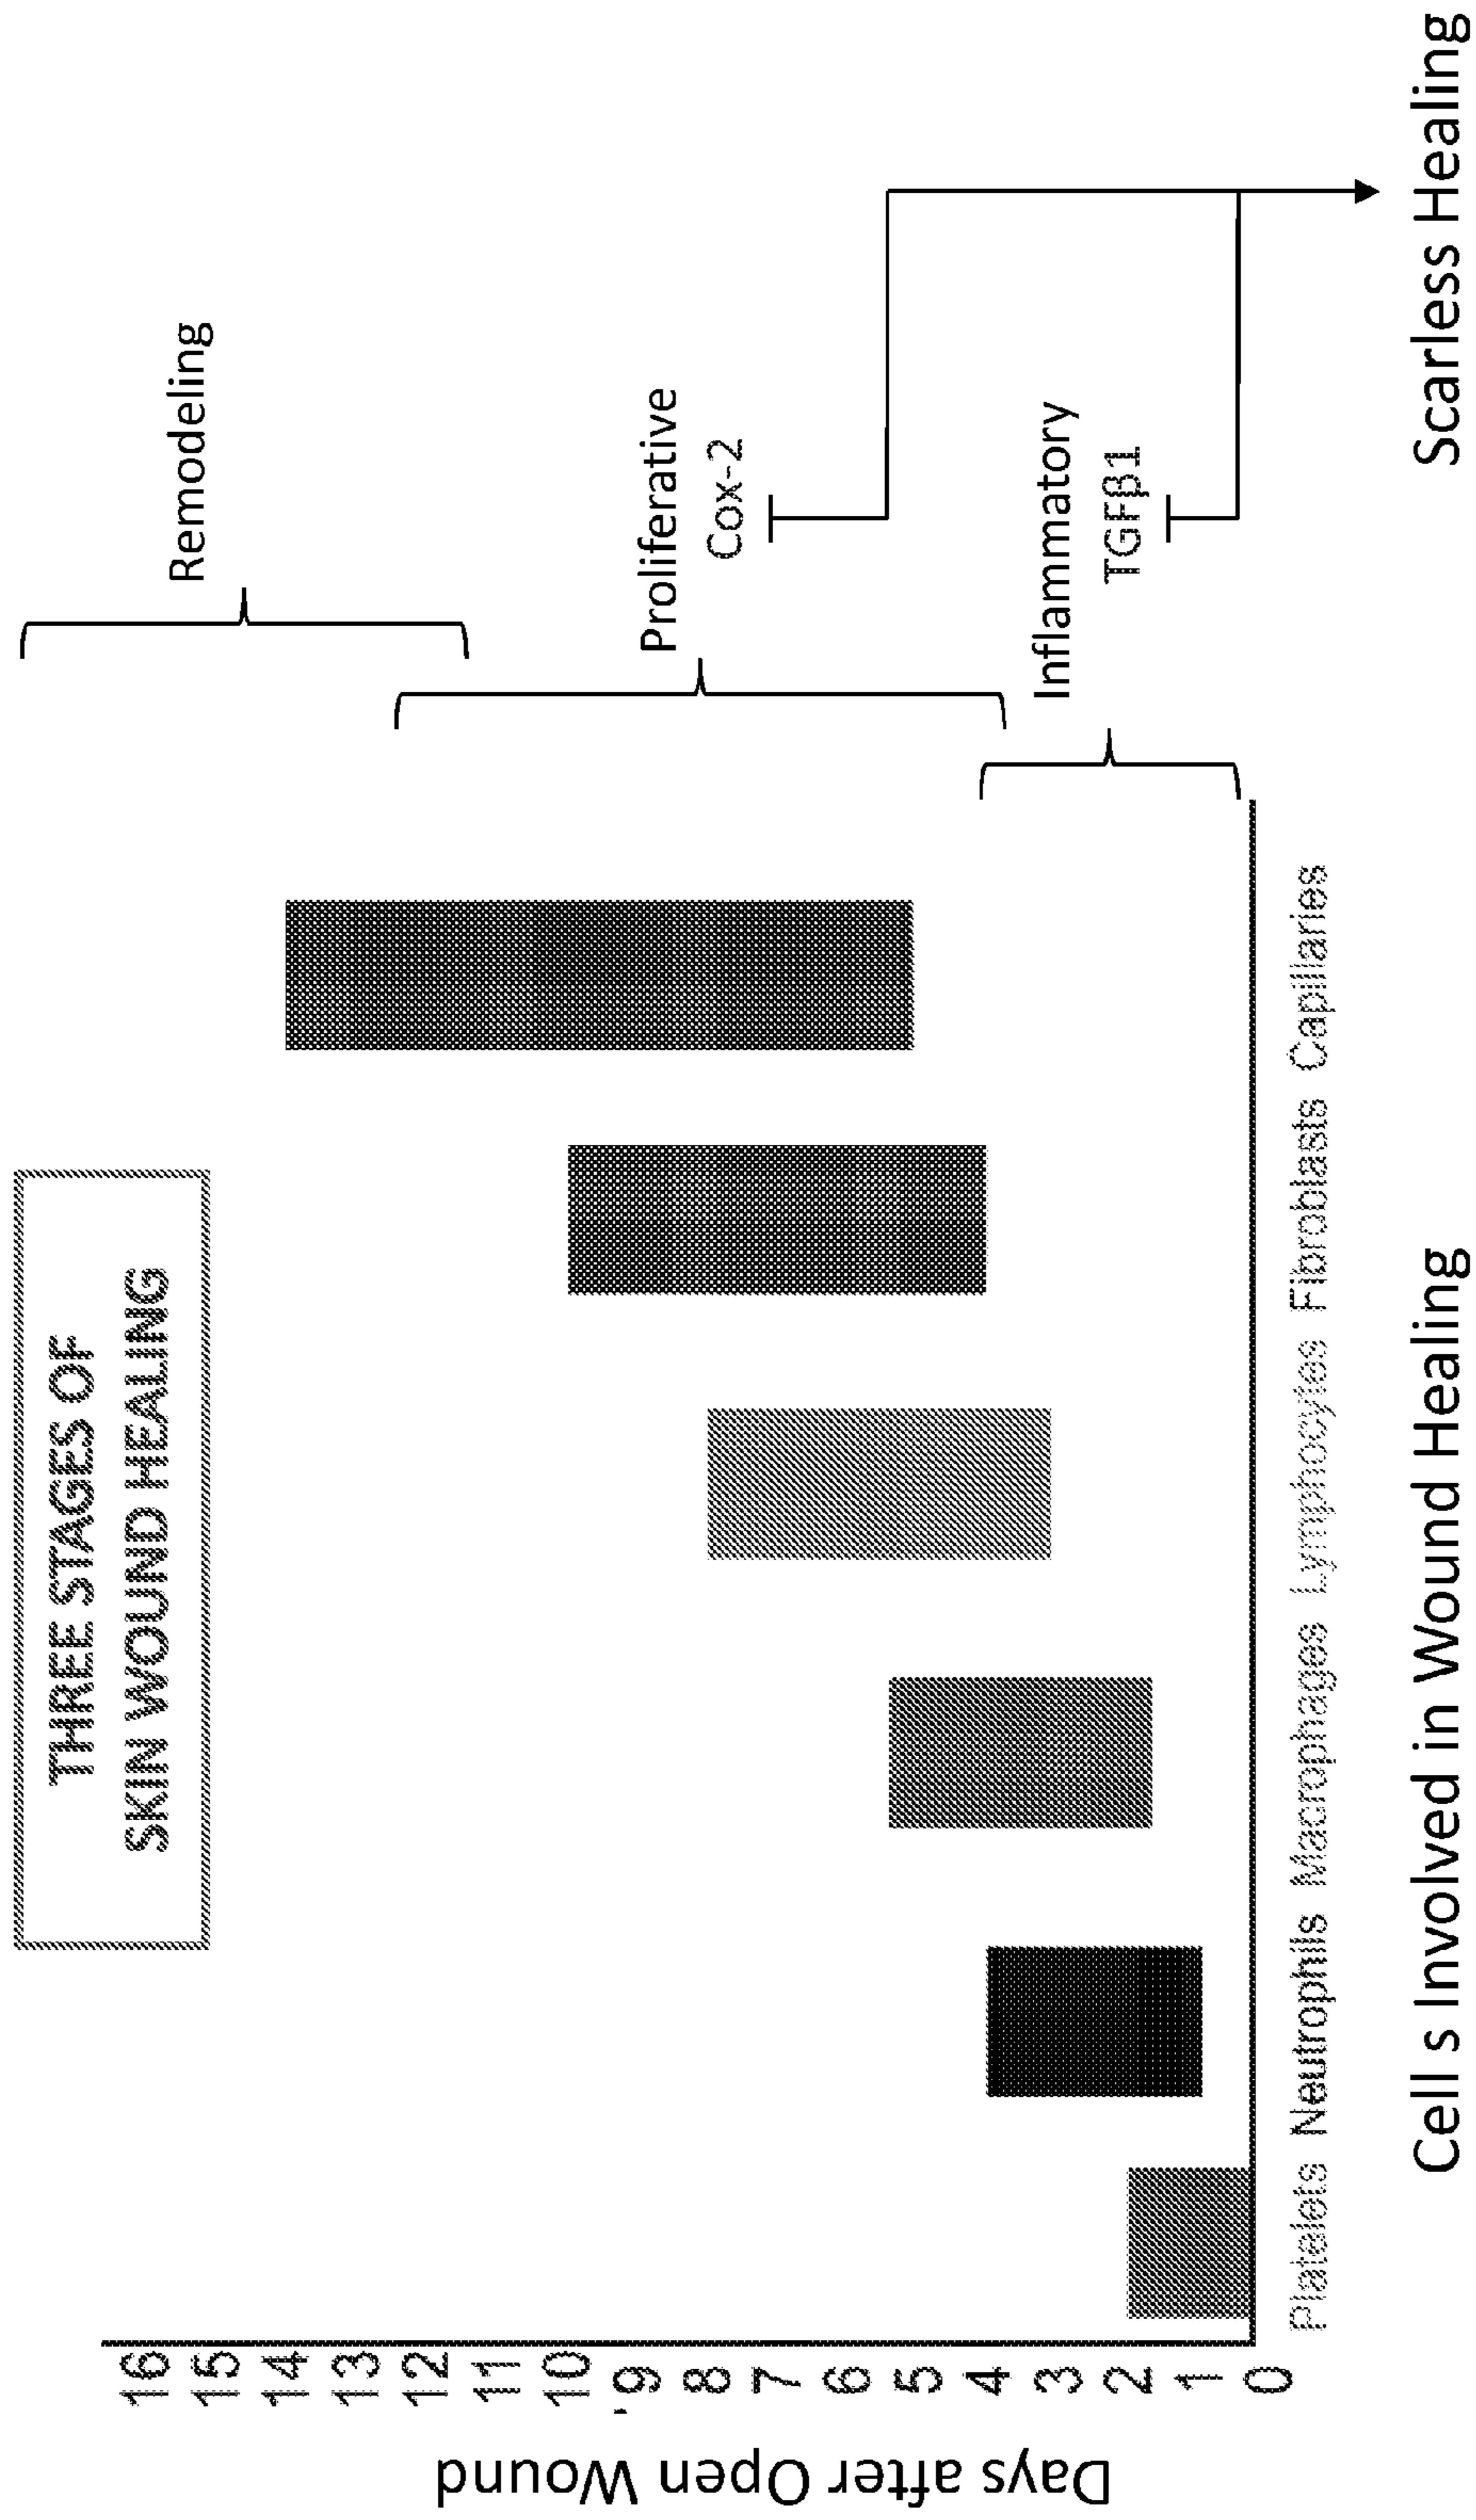 THREE STAGES OF
SKIN WOUND HEALING
Days after Open Wound
16
15
14
13
12
11
10
9
8
7
6
5
4
3
2
1
0
Remodeling
Proliferative
Cox-2
Inflammatory
TGFβ1
Platelets Neutrophils Macrophages Lymphocytes Fibroblasts Capillaries
Cell s Involved in Wound Healing
Scarless Healing